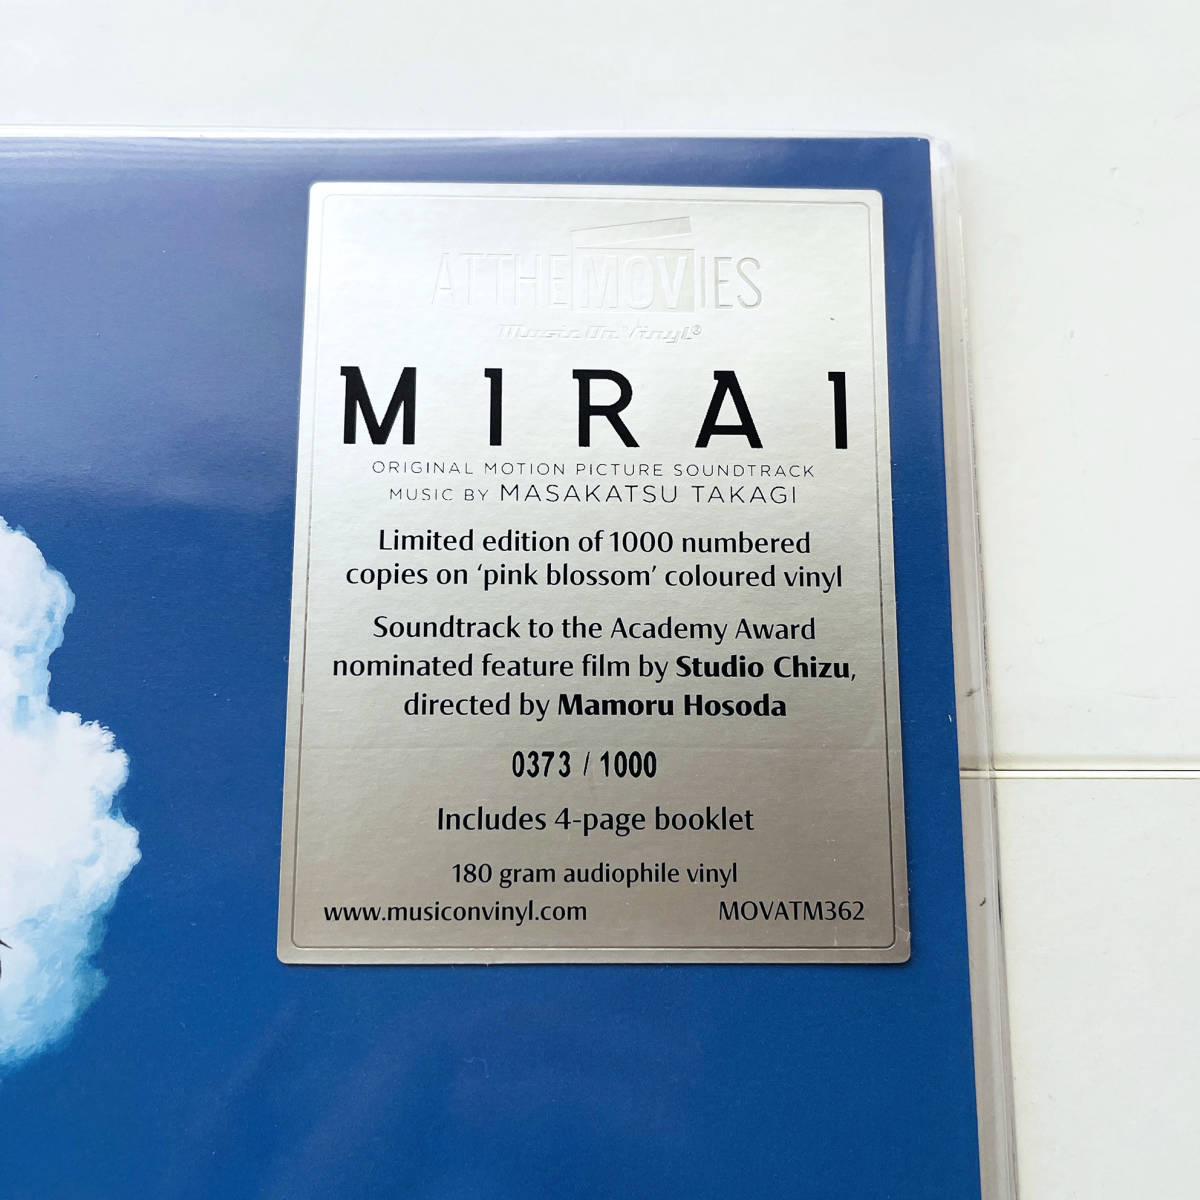 ATTHEMOVIES
Music On Vinyl®
MIRAI
ORIGINAL MOTION PICTURE SOUNDTRACK
MUSIC BY MASAKATSU TAKAGI
Limited edition of 1000 numbered
copies on ‘pink blossom’ coloured vinyl
Soundtrack to the Academy Award
nominated feature film by Studio Chizu,
directed by Mamoru Hosoda
0373 / 1000
Includes 4-page booklet
180 gram audiophile vinyl
www.musiconvinyl.com MOVATM362